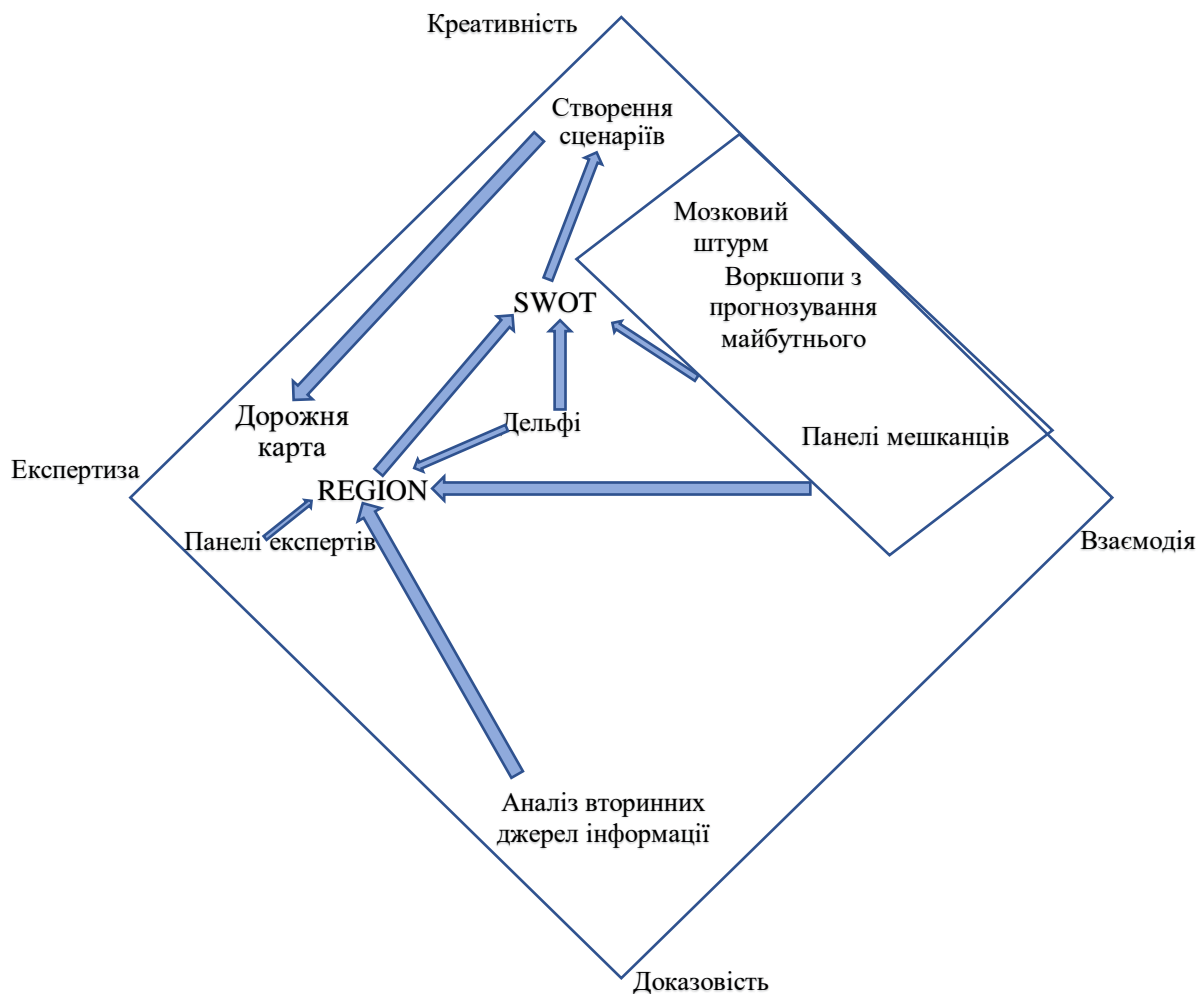 Креативність
Створення
сценаріїв
Мозковий
штурм
Воркшопи з
прогнозування
майбутнього
SWOT
Дорожня
карта
Дельфі
Панелі мешканців
Експертиза
REGION
Панелі експертів
Взаємодія
Аналіз вторинних
джерел інформації
Доказовість